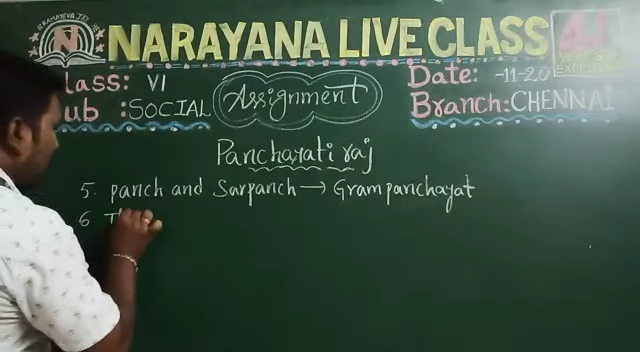 NARAYANA LIVE CLASS
lass: VI
Date: -11-20
ub :SOCIAL
Assignment
Branch:CHENNAI
Panchayati raj
5. panch and Sarpanch → Grampanchayat
6 T